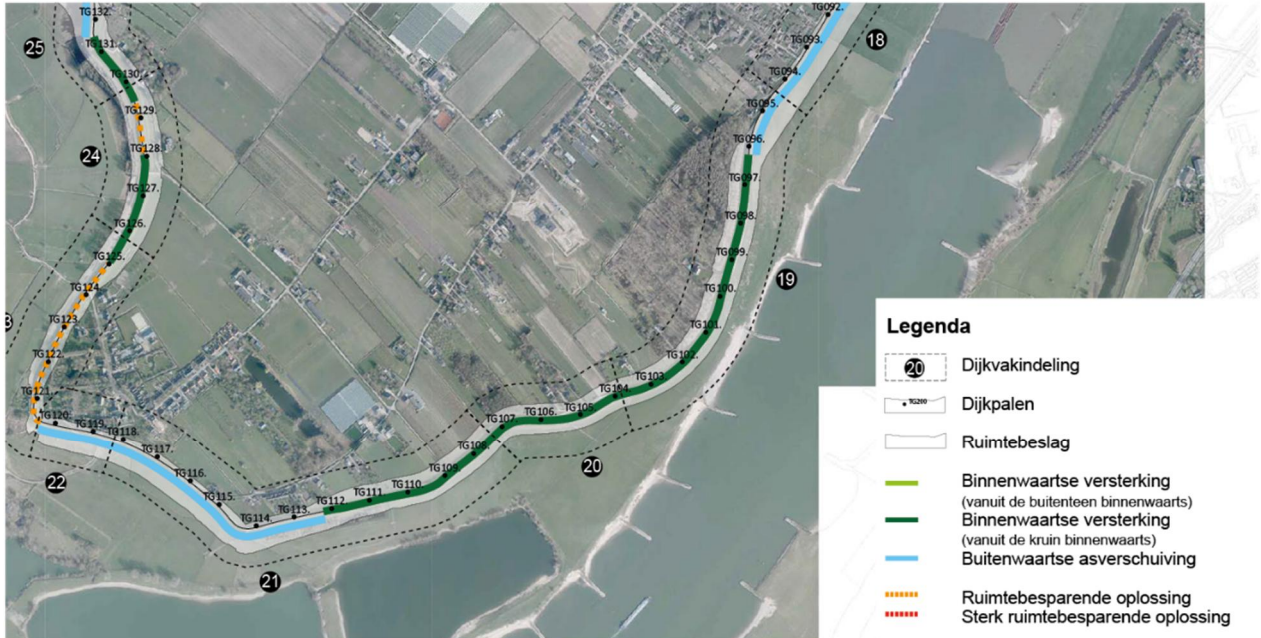 TG132.
TG131.
TG130.
TG129.
TG128.
TG127.
TG126.
TG125.
TG124.
TG123.
TG122.
TG121.
TG120.
TG119.
TG118.
TG117.
TG116.
TG115.
TG114.
TG113.
TG112.
TG111.
TG110.
TG109.
TG108.
TG107.
TG106.
TG105.
TG104.
TG103.
TG102.
TG101.
TG100.
TG099.
TG098.
TG097.
TG096.
TG095.
TG094.
TG093.
TG092.
25
24
22
21
20
19
18
Legenda
20 Dijkvakindeling
TG200 Dijkpalen
Ruimtebeslag
Binnenwaartse versterking
(vanuit de buitenteen binnenwaarts)
Binnenwaartse versterking
(vanuit de kruin binnenwaarts)
Buitenwaartse asverschuiving
Ruimtebesparende oplossing
Sterk ruimtebesparende oplossing